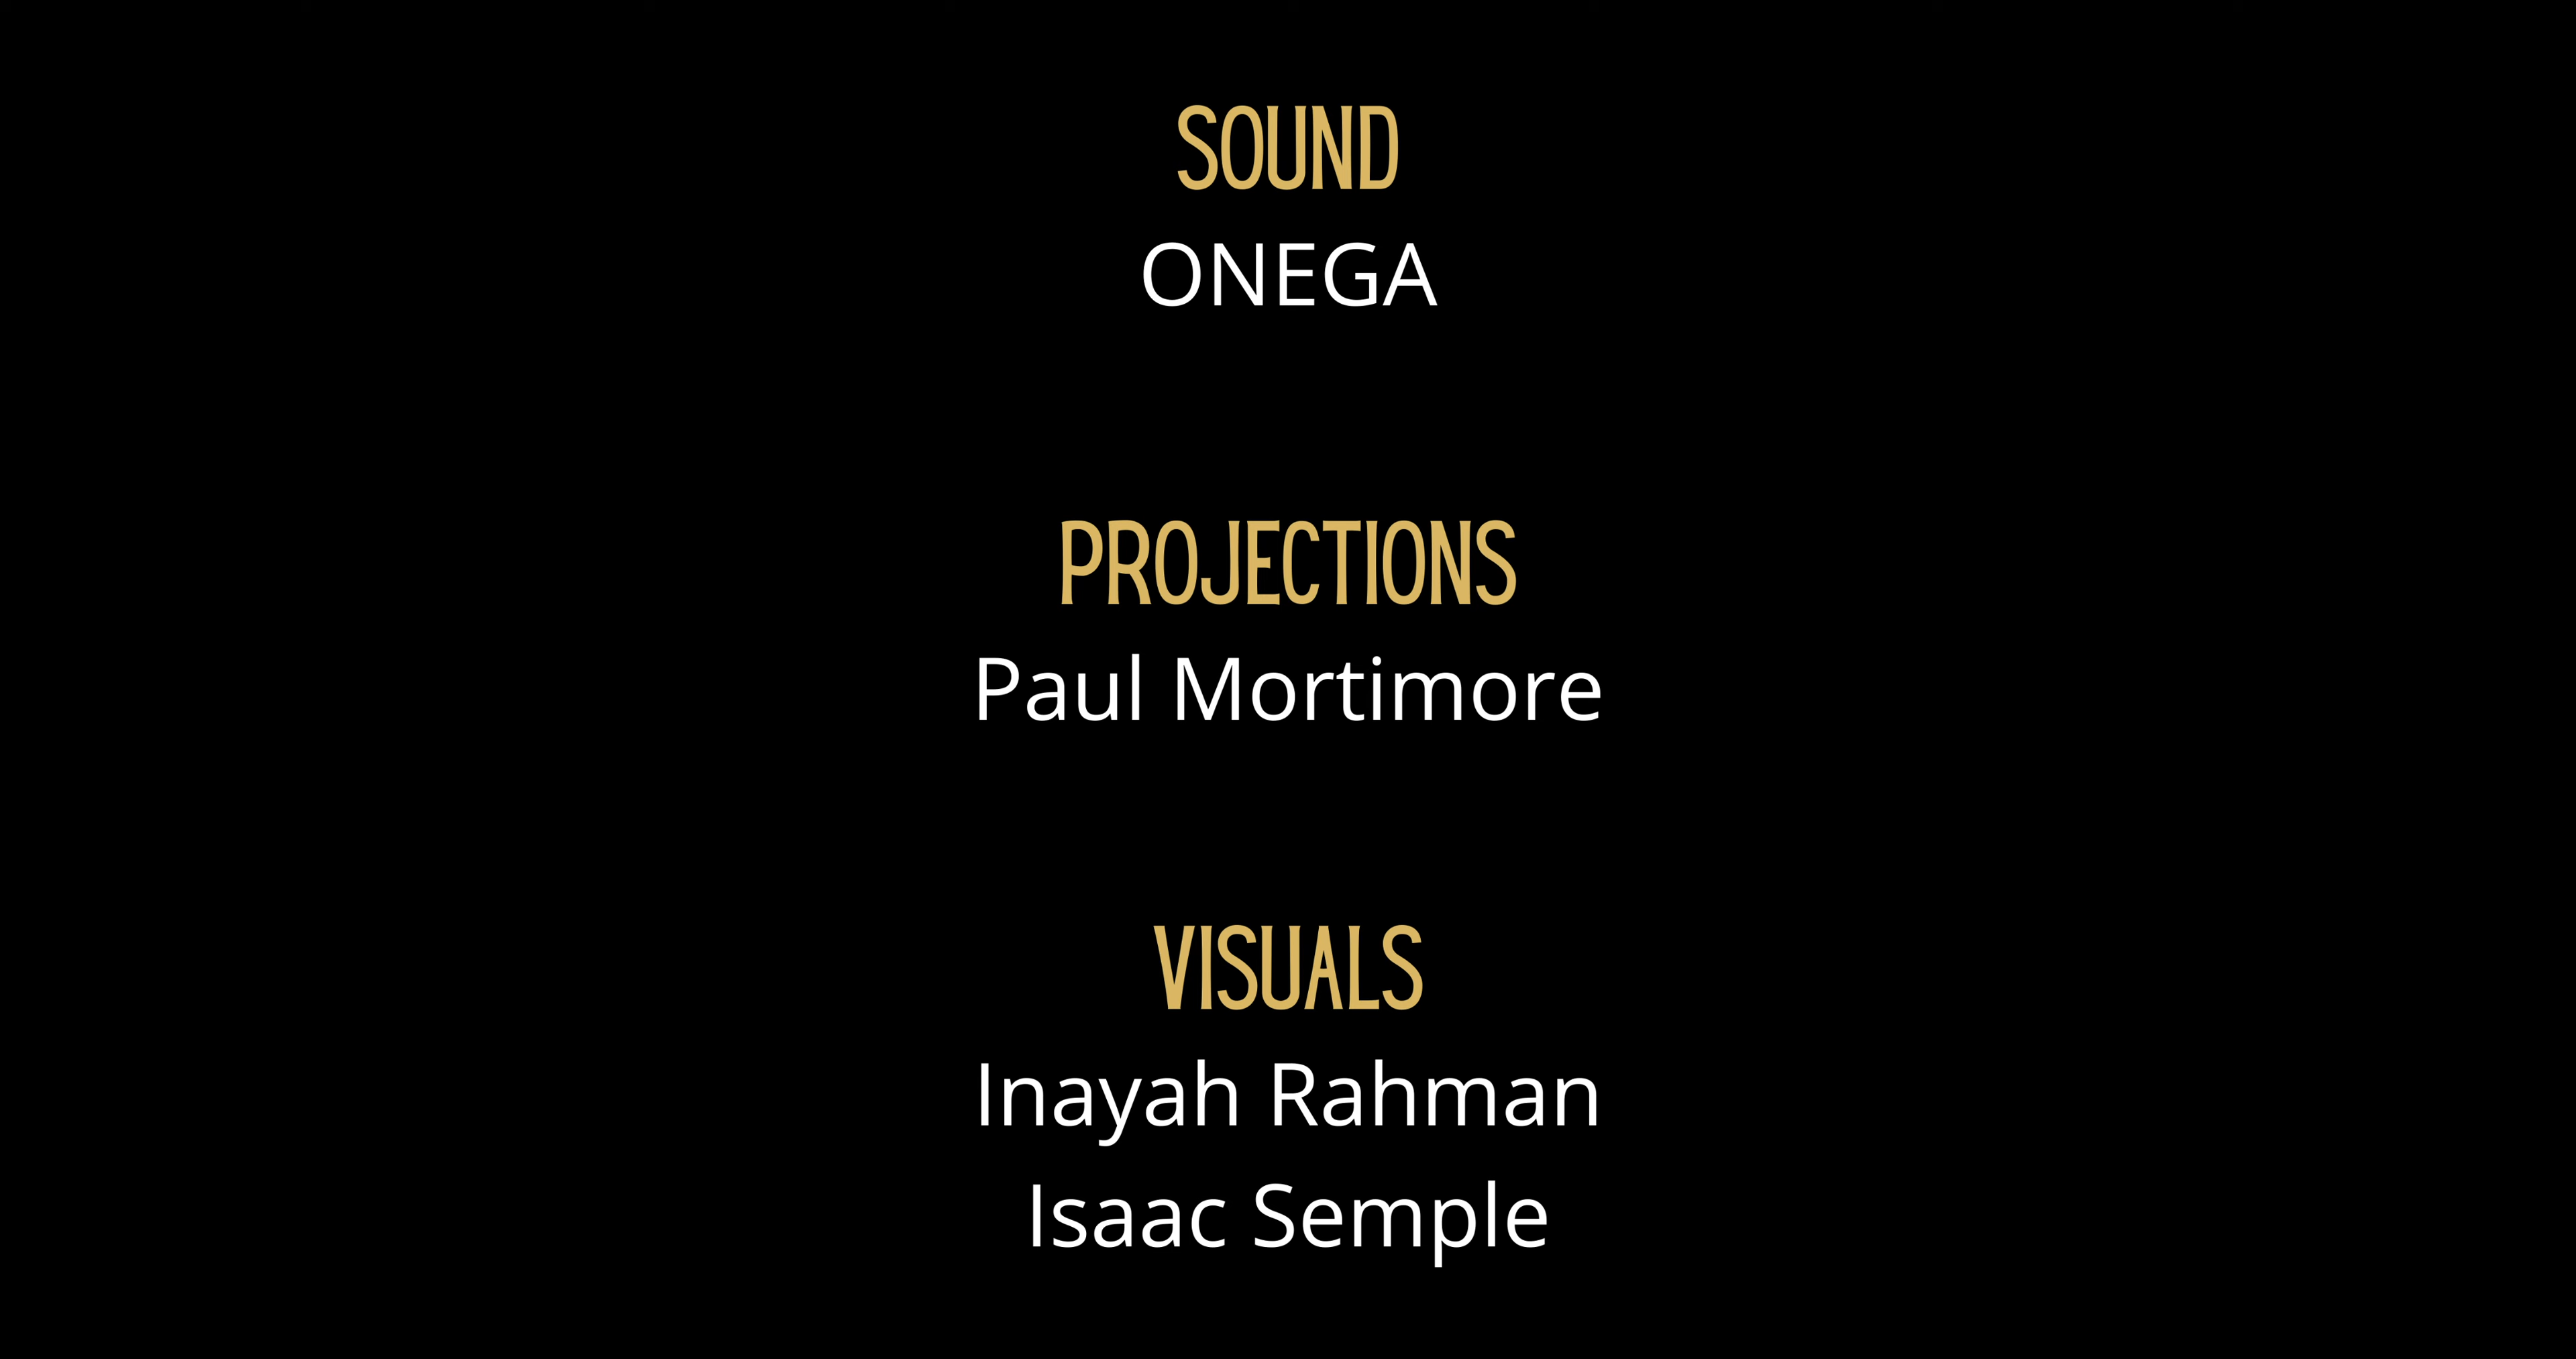 SOUND
ONEGA
PROJECTIONS
Paul Mortimore
VISUALS
Inayah Rahman
Isaac Semple